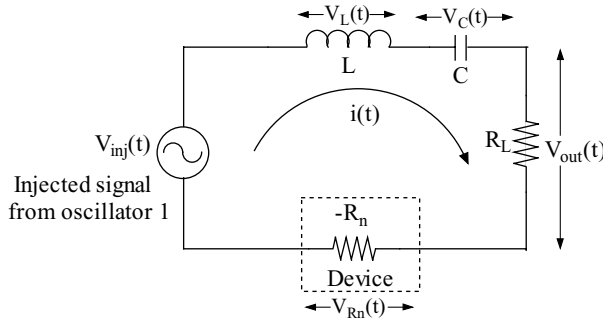 V_L(t)
V_C(t)
L
C
i(t)
R_L
V_inj(t)
V_out(t)
Injected signal
from oscillator 1
-R_n
Device
V_Rn(t)